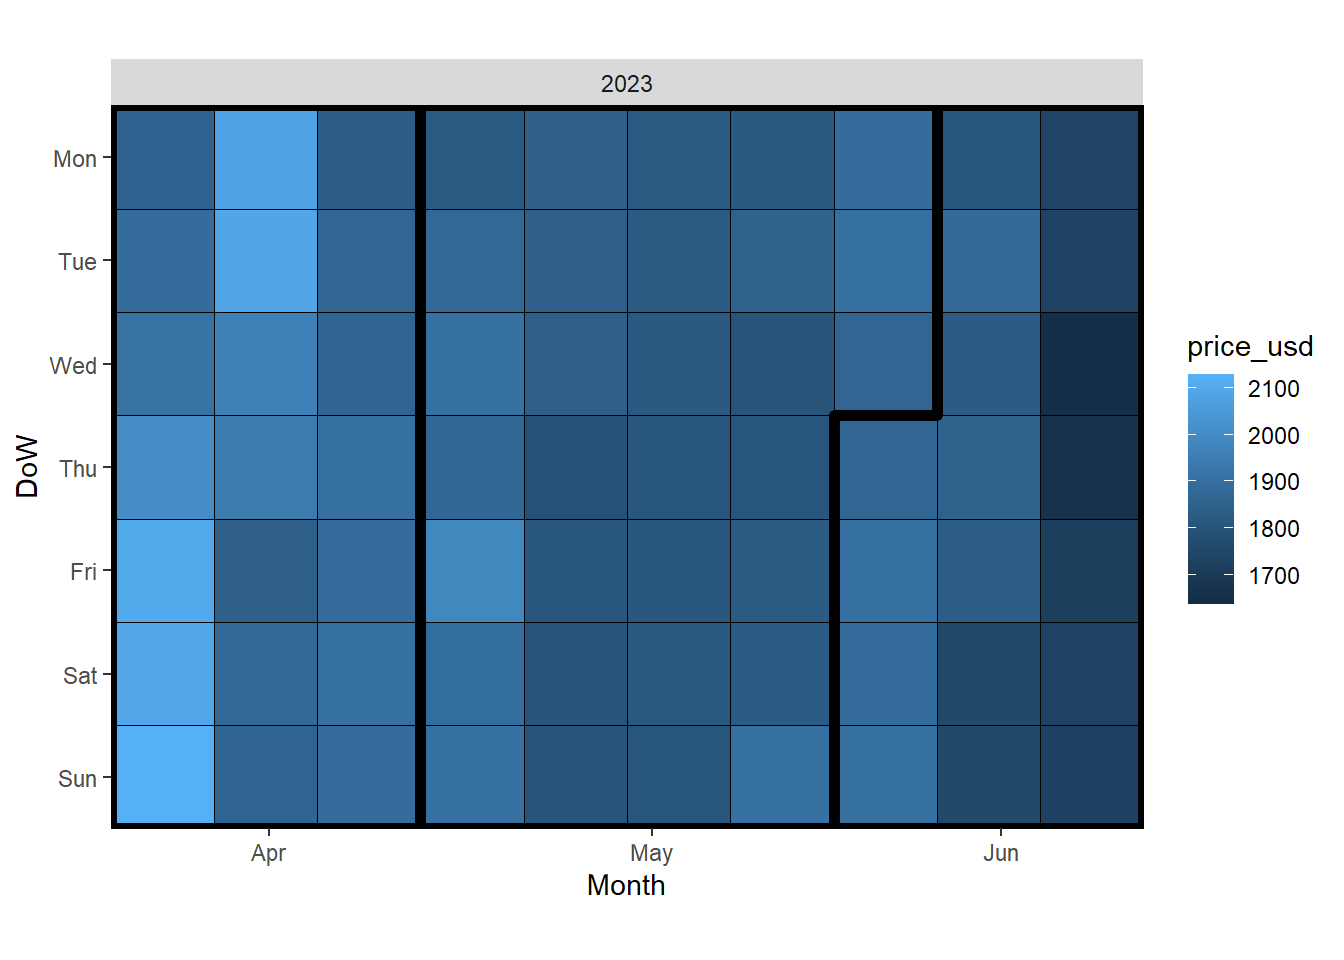 2023
Mon
Tue
Wed
Thu
Fri
Sat
Sun
DoW
Apr
May
Jun
Month
price_usd
2100
2000
1900
1800
1700